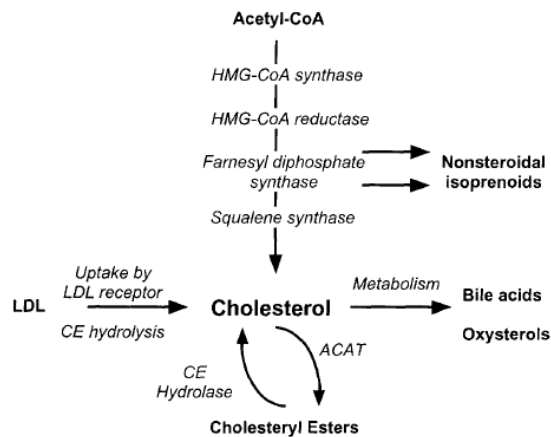 Acetyl-CoA
HMG-CoA synthase
HMG-CoA reductase
Farnesyl diphosphate
synthase
Nonsteroidal
isoprenoids
Squalene synthase
Uptake by
LDL receptor
LDL
CE hydrolysis
Cholesterol
Metabolism
Bile acids
Oxysterols
ACAT
CE
Hydrolase
Cholesteryl Esters